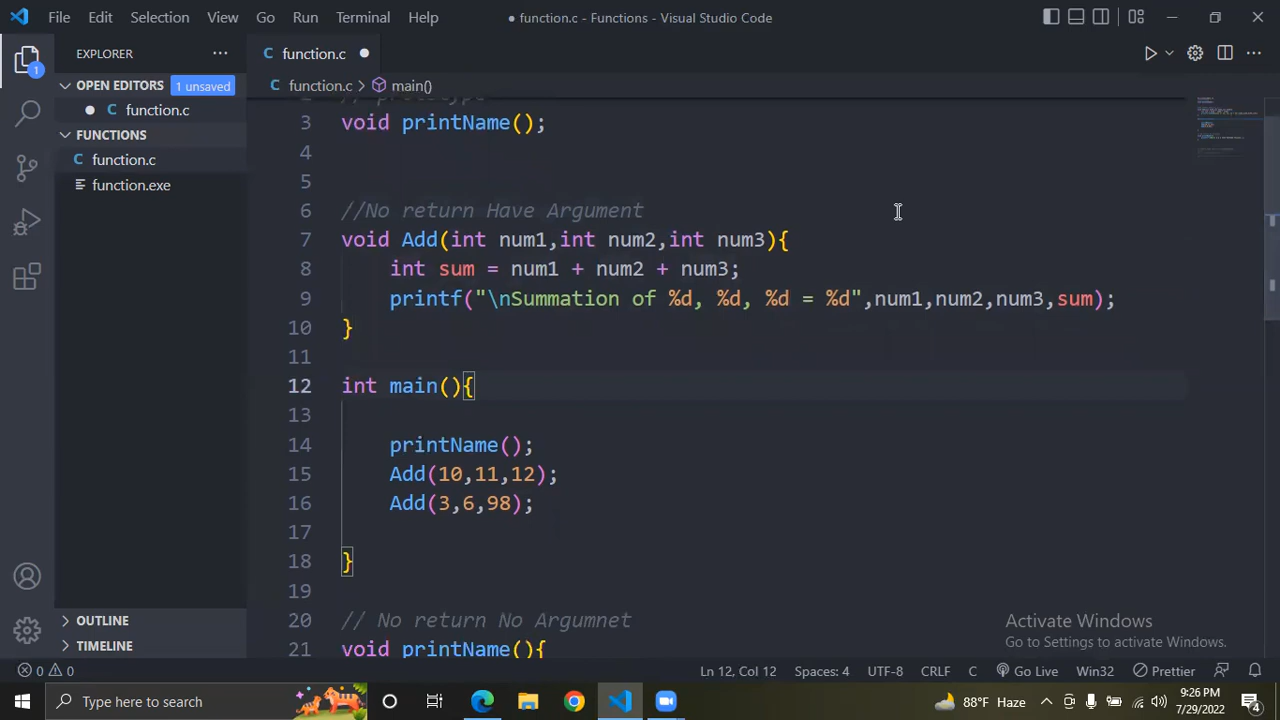 File Edit Selection View Go Run Terminal Help
● function.c - Functions - Visual Studio Code
EXPLORER
OPEN EDITORS 1 unsaved
function.c
FUNCTIONS
function.c
function.exe
OUTLINE
TIMELINE
1
function.c
function.c > main()
2 // prototype
3 void printName();
4
5
6 //No return Have Argument
7 void Add(int num1,int num2,int num3){
8 int sum = num1 + num2 + num3;
9 printf("\nSummation of %d, %d, %d = %d",num1,num2,num3,sum);
10 }
11
12 int main(){
13
14 printName();
15 Add(10,11,12);
16 Add(3,6,98);
17
18 }
19
20 // No return No Argumnet
21 void printName(){
Activate Windows
Go to Settings to activate Windows.
0 0
Ln 12, Col 12 Spaces: 4 UTF-8 CRLF C Go Live Win32 Prettier
Type here to search
88°F Haze
9:26 PM
7/29/2022
4